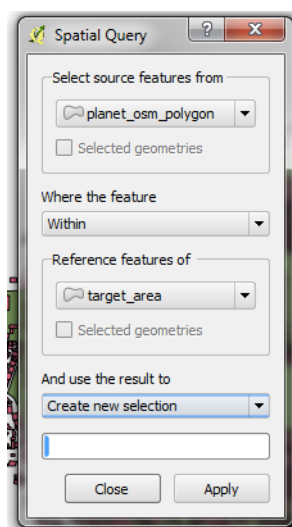 Spatial Query
Select source features from
planet_osm_polygon
Selected geometries
Where the feature
Within
Reference features of
target_area
Selected geometries
And use the result to
Create new selection
Close Apply